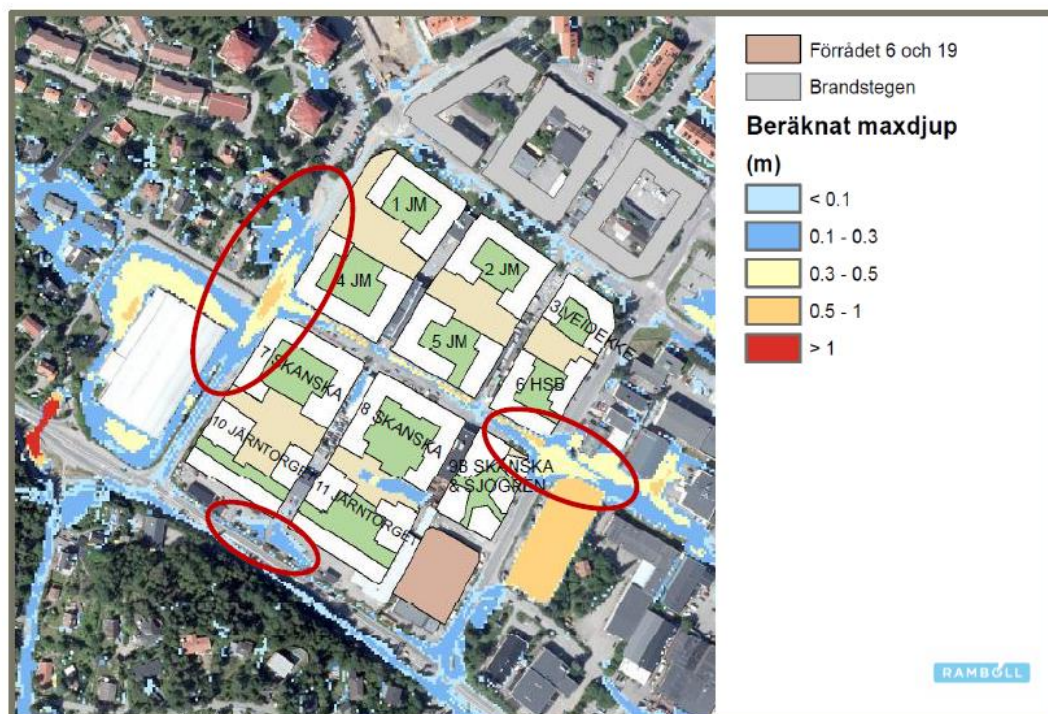 1 JM
2 JM
3 VEIDEKKE
4 JM
5 JM
6 HSB
7 SKANSKA
8 SKANSKA
9B SKANSKA
& SJÖGREN
10 JÄRNTORGET
11 JÄRNTORGET
Förrådet 6 och 19
Brandstegen
Beräknat maxdjup
(m)
< 0.1
0.1 - 0.3
0.3 - 0.5
0.5 - 1
> 1
RAMBOLL